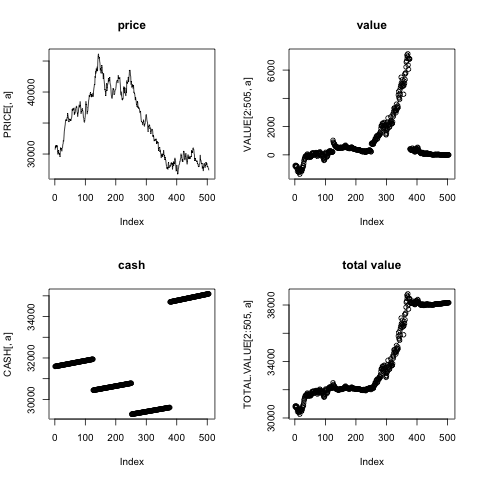 price
PRICE[, a]
30000 40000
0 100 200 300 400 500
Index
value
VALUE[2:505, a]
0 2000 6000
0 100 200 300 400 500
Index
cash
CASH[, a]
30000 32000 34000
0 100 200 300 400 500
Index
total value
TOTAL.VALUE[2:505, a]
30000 34000 38000
0 100 200 300 400 500
Index